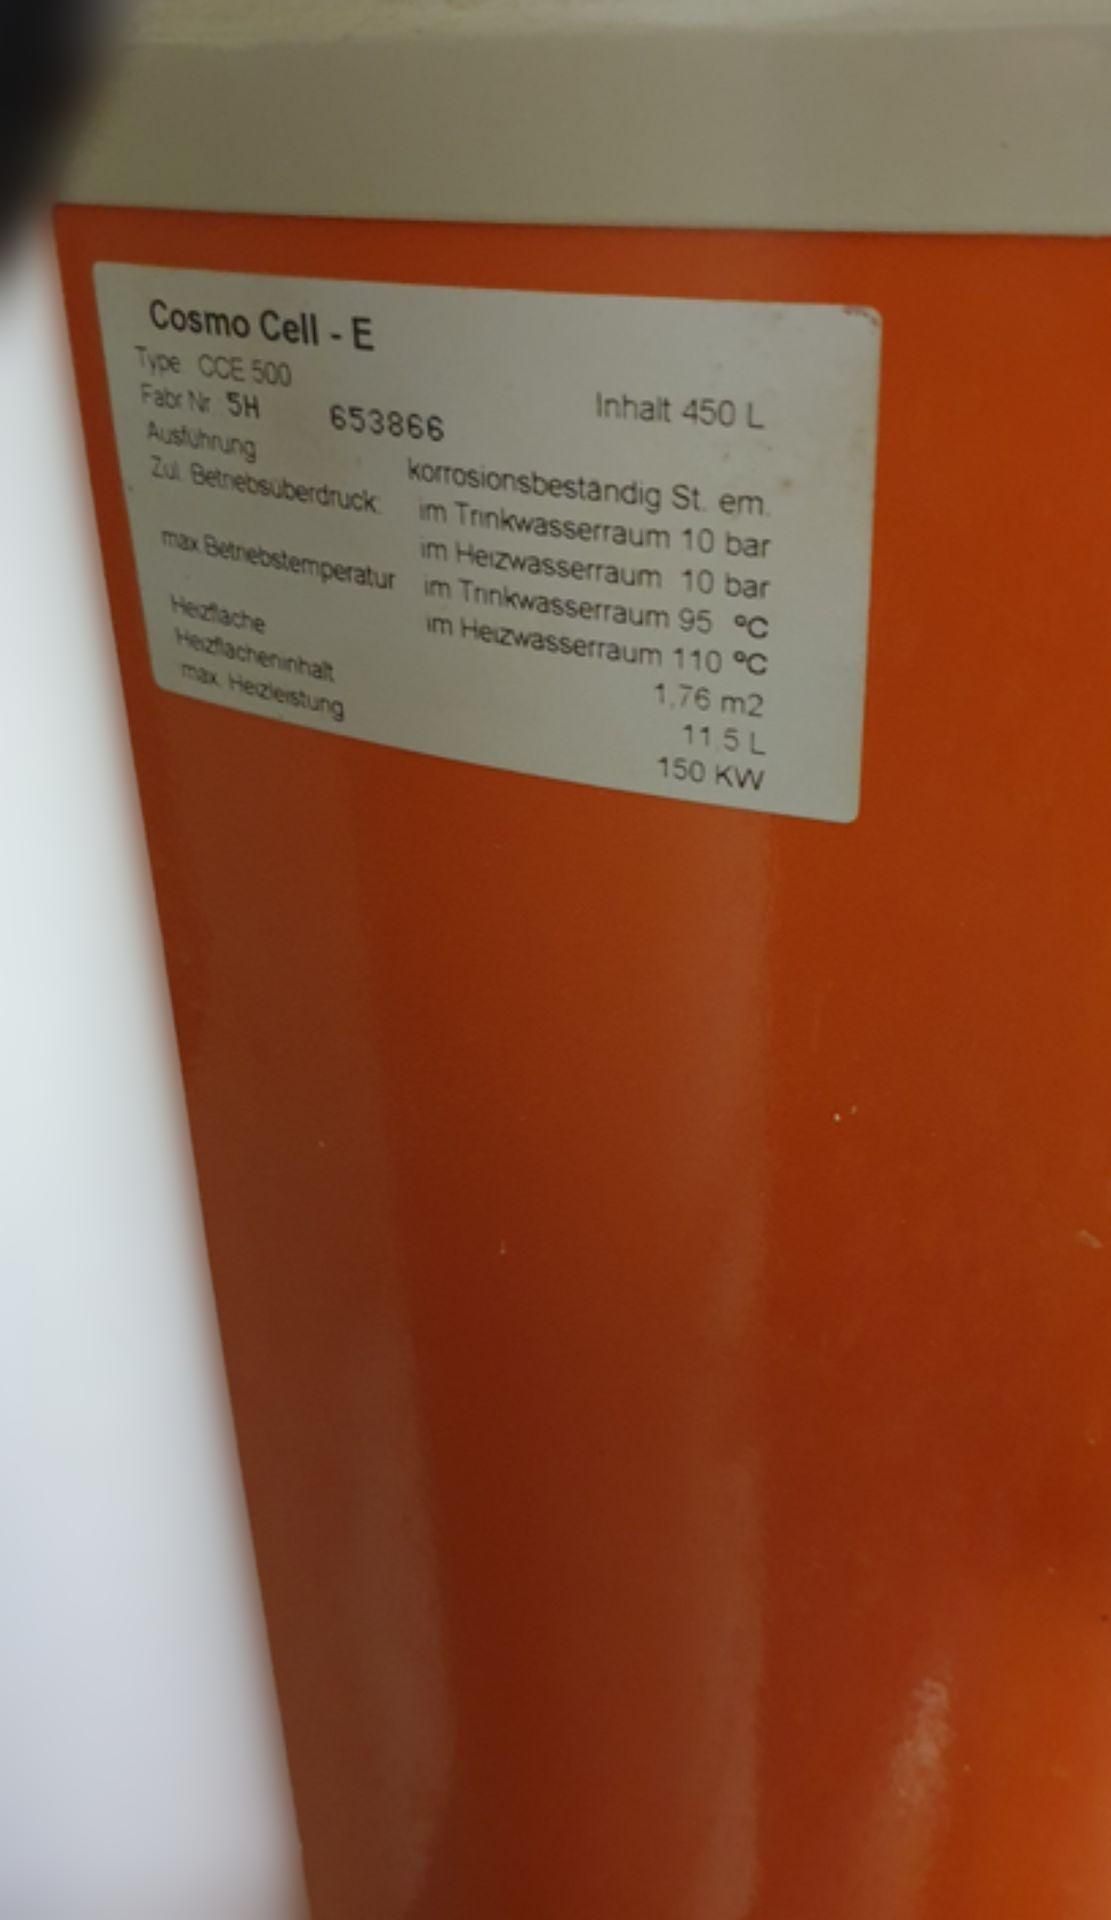 Cosmo Cell - E
Type: CCE 500
Inhalt 450 L
Fabr.Nr. 5H 653866
Ausführung korrosionsbeständig St. em.
Zul. Betriebsüberdruck: im Trinkwasserraum 10 bar
im Heizwasserraum 10 bar
max.Betriebstemperatur im Trinkwasserraum 95 ºC
im Heizwasserraum 110 ºC
Heizfläche 1,76 m2
Heizflächeninhalt 11,5 L
max. Heizleistung 150 KW